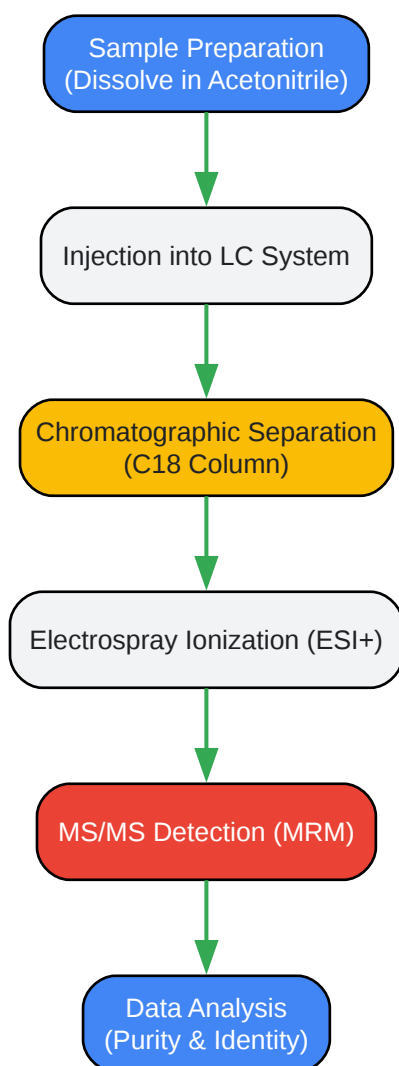 Sample Preparation
(Dissolve in Acetonitrile)
Injection into LC System
Chromatographic Separation
(C18 Column)
Electrospray Ionization (ESI+)
MS/MS Detection (MRM)
Data Analysis
(Purity & Identity)